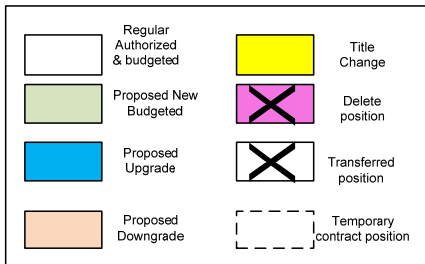 Regular
Authorized
& budgeted
Title
Change
Proposed New
Budgeted
Delete
position
Proposed
Upgrade
Transferred
position
Proposed
Downgrade
Temporary
contract position